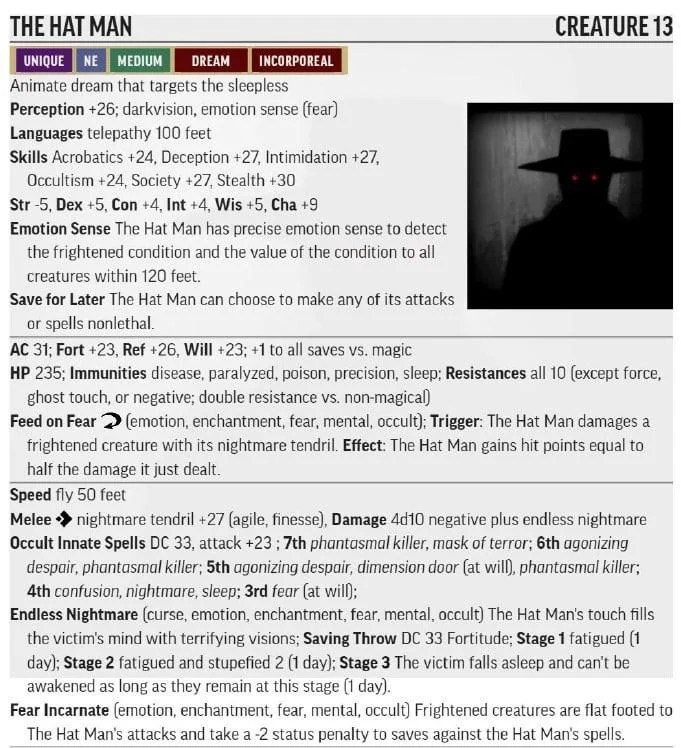 THE HAT MAN CREATURE 13
UNIQUE NE MEDIUM DREAM INCORPOREAL
Animate dream that targets the sleepless
Perception +26; darkvision, emotion sense (fear)
Languages telepathy 100 feet
Skills Acrobatics +24, Deception +27, Intimidation +27,
Occultism +24, Society +27, Stealth +30
Str -5, Dex +5, Con +4, Int +4, Wis +5, Cha +9
Emotion Sense The Hat Man has precise emotion sense to detect
the frightened condition and the value of the condition to all
creatures within 120 feet.
Save for Later The Hat Man can choose to make any of its attacks
or spells nonlethal.
AC 31; Fort +23, Ref +26, Will +23; +1 to all saves vs. magic
HP 235; Immunities disease, paralyzed, poison, precision, sleep; Resistances all 10 (except force,
ghost touch, or negative; double resistance vs. non-magical)
Feed on Fear (emotion, enchantment, fear, mental, occult); Trigger: The Hat Man damages a
frightened creature with its nightmare tendril. Effect: The Hat Man gains hit points equal to
half the damage it just dealt.
Speed fly 50 feet
Melee nightmare tendril +27 (agile, finesse), Damage 4d10 negative plus endless nightmare
Occult Innate Spells DC 33, attack +23 ; 7th phantasmal killer, mask of terror; 6th agonizing
despair, phantasmal killer; 5th agonizing despair, dimension door (at will), phantasmal killer;
4th confusion, nightmare, sleep; 3rd fear (at will);
Endless Nightmare (curse, emotion, enchantment, fear, mental, occult) The Hat Man's touch fills
the victim's mind with terrifying visions; Saving Throw DC 33 Fortitude; Stage 1 fatigued (1
day); Stage 2 fatigued and stupefied 2 (1 day); Stage 3 The victim falls asleep and can't be
awakened as long as they remain at this stage (1 day).
Fear Incarnate (emotion, enchantment, fear, mental, occult) Frightened creatures are flat footed to
The Hat Man's attacks and take a -2 status penalty to saves against the Hat Man's spells.